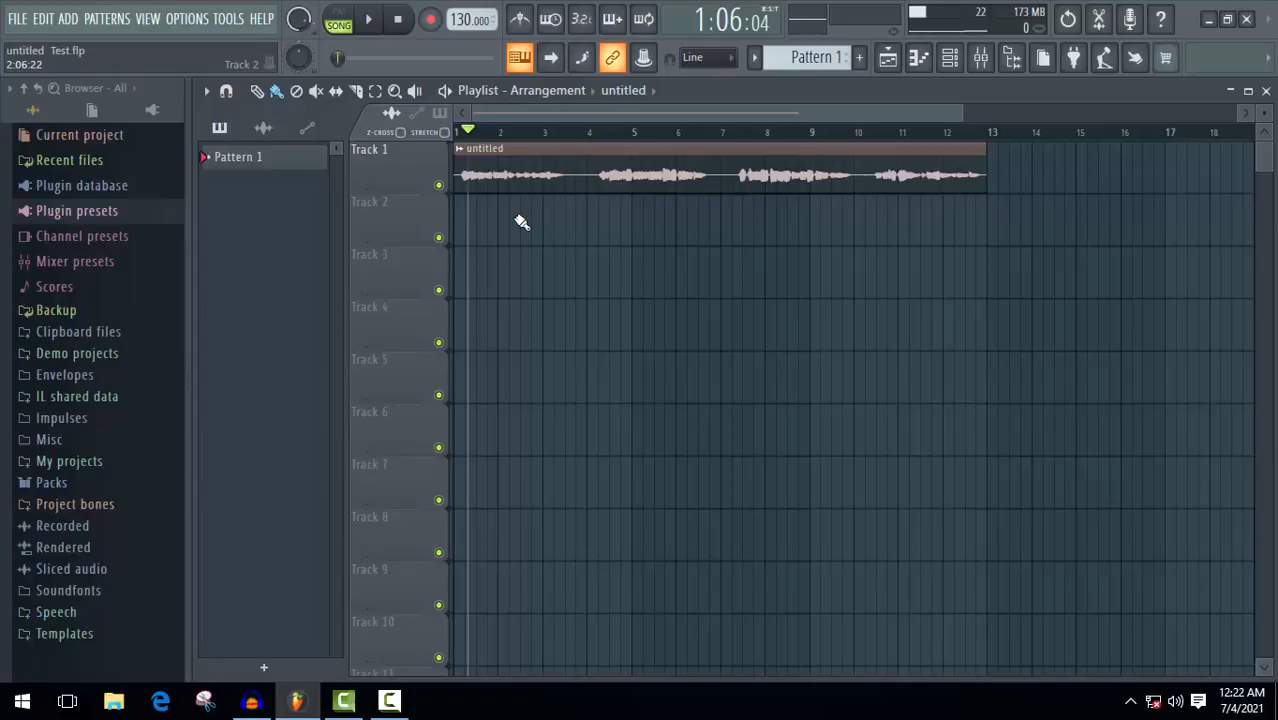 FILE EDIT ADD PATTERNS VIEW OPTIONS TOOLS HELP
SONG
130.000
3.2.
1:06:04
B:S:T
22
173 MB
0
untitled Test.flp
2:06:22
Track 2
Line
Pattern 1
Browser - All
Playlist - Arrangement
untitled
Z-CROSS
STRETCH
1 2 3 4 5 6 7 8 9 10 11 12 13 14 15 16 17 18
Current project
Recent files
Plugin database
Plugin presets
Channel presets
Mixer presets
Scores
Backup
Clipboard files
Demo projects
Envelopes
IL shared data
Impulses
Misc
My projects
Packs
Project bones
Recorded
Rendered
Sliced audio
Soundfonts
Speech
Templates
Pattern 1
Track 1
untitled
Track 2
Track 3
Track 4
Track 5
Track 6
Track 7
Track 8
Track 9
Track 10
12:22 AM
7/4/2021